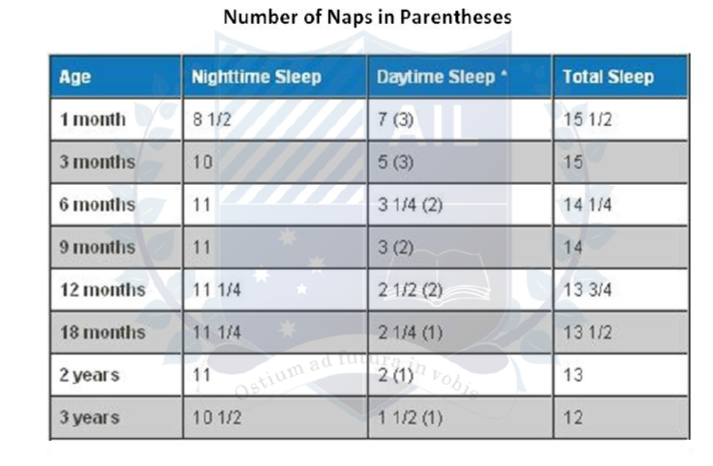 Number of Naps in Parentheses
Age Nighttime Sleep Daytime Sleep * Total Sleep
1 month 8 1/2 7 (3) 15 1/2
3 months 10 5 (3) 15
6 months 11 3 1/4 (2) 14 1/4
9 months 11 3 (2) 14
12 months 11 1/4 2 1/2 (2) 13 3/4
18 months 11 1/4 2 1/4 (1) 13 1/2
2 years 11 2 (1) 13
3 years 10 1/2 1 1/2 (1) 12
AIL
Ostium ad futura in vobis